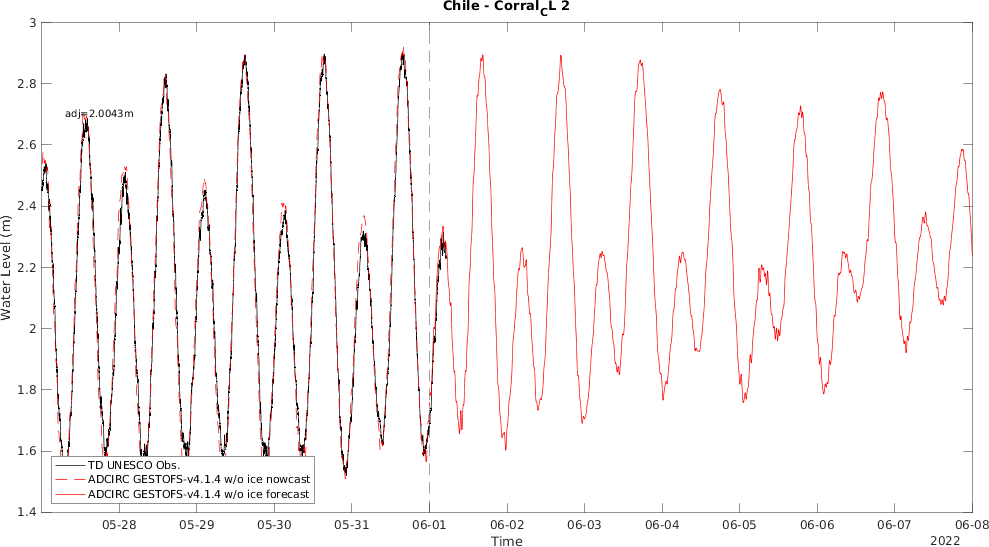 Chile - Corral_CL 2
Water Level (m)
3
2.8
2.6
2.4
2.2
2
1.8
1.6
1.4
adj=2.0043m
TD UNESCO Obs.
ADCIRC GESTOFS-v4.1.4 w/o ice nowcast
ADCIRC GESTOFS-v4.1.4 w/o ice forecast
05-28 05-29 05-30 05-31 06-01 06-02 06-03 06-04 06-05 06-06 06-07 06-08
Time
2022